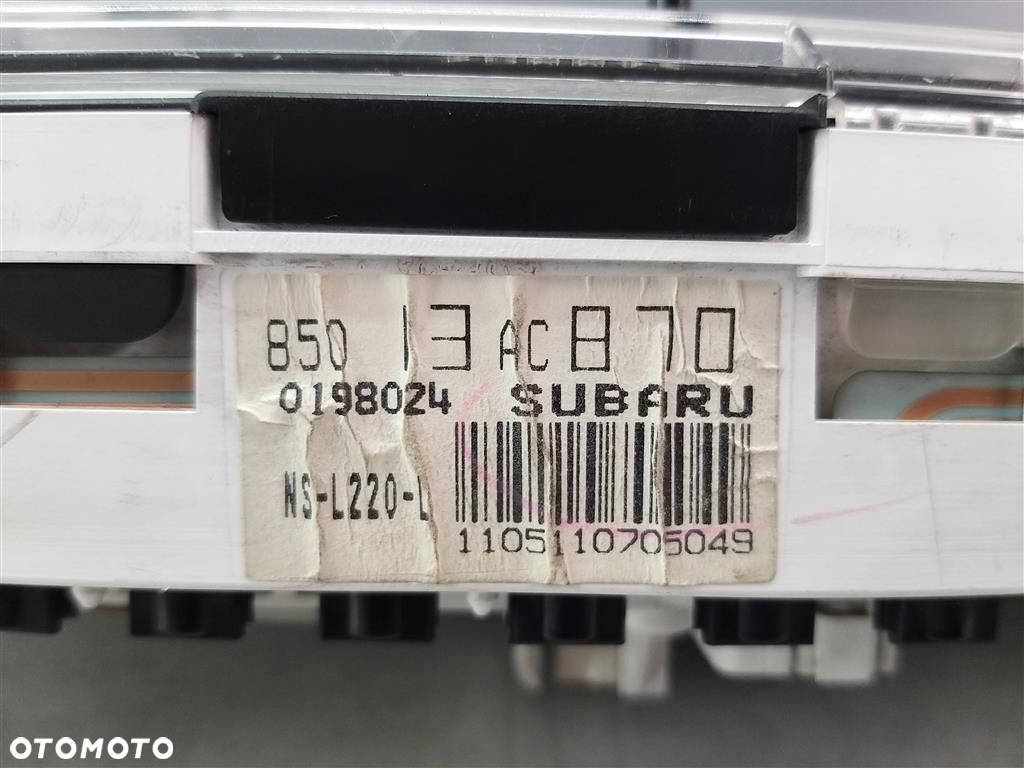 850 13 AC 870
0198024 SUBARU
NS-L220-L
1105110705049
OTOMOTO